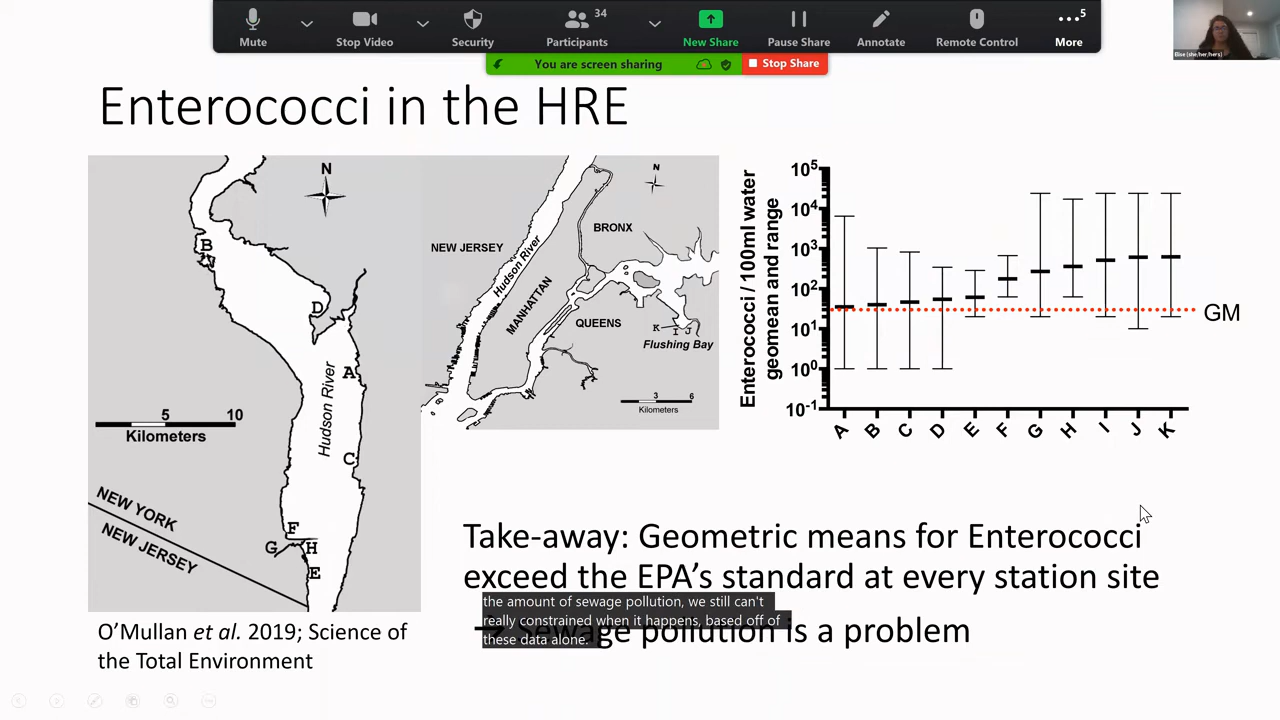 Mute
Stop Video
Security
34
Participants
New Share
Pause Share
Annotate
Remote Control
5
More
You are screen sharing
Stop Share
Elise (she/her/hers)
Enterococci in the HRE
N
B
D
A
Hudson River
C
5 10
Kilometers
NEW YORK
NEW JERSEY
F
G
H
E
N
NEW JERSEY
Hudson River
MANHATTAN
BRONX
QUEENS
K I J
Flushing Bay
3 6
Kilometers
Enterococci / 100ml water
geomean and range
10⁵
10⁴
10³
10²
10¹
10⁰
10⁻¹
A B C D E F G H I J K
GM
Take-away: Geometric means for Enterococci
exceed the EPA's standard at every station site
→ Sewage pollution is a problem
the amount of sewage pollution, we still can't
really constrained when it happens, based off of
these data alone.
O'Mullan et al. 2019; Science of
the Total Environment